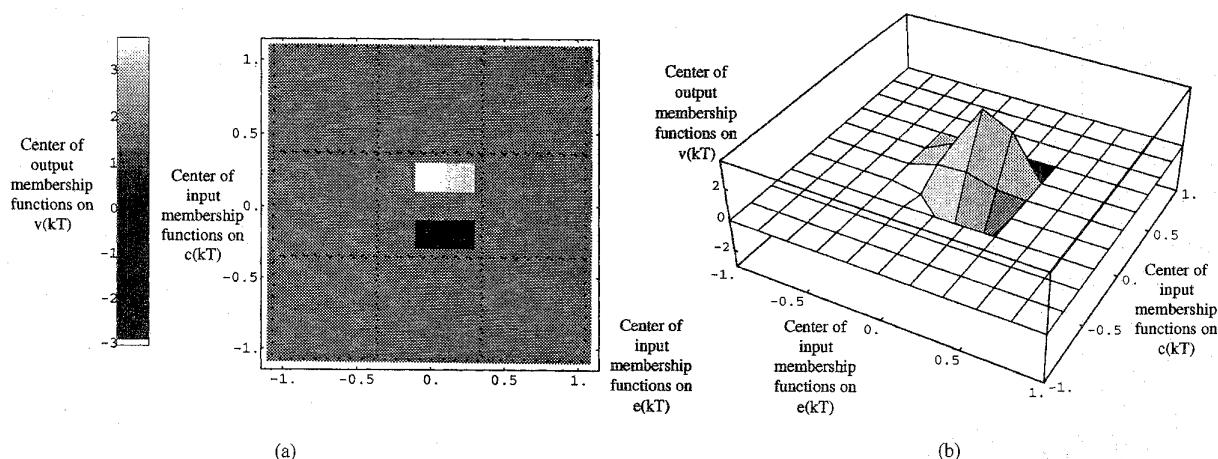 3
2
1
0
-1
-2
-3
Center of
output
membership
functions on
v(kT)
Center of
input
membership
functions on
c(kT)
1.
0.5
0.
-0.5
-1.
-1.
-0.5
0.
0.5
1.
Center of
input
membership
functions on
e(kT)
(a)
Center of
output
membership
functions on
v(kT)
2
0
-2
-1.
-0.5
0.
0.5
1.
Center of
input
membership
functions on
e(kT)
-1.
-0.5
0.
0.5
1.
Center of
input
membership
functions on
c(kT)
(b)